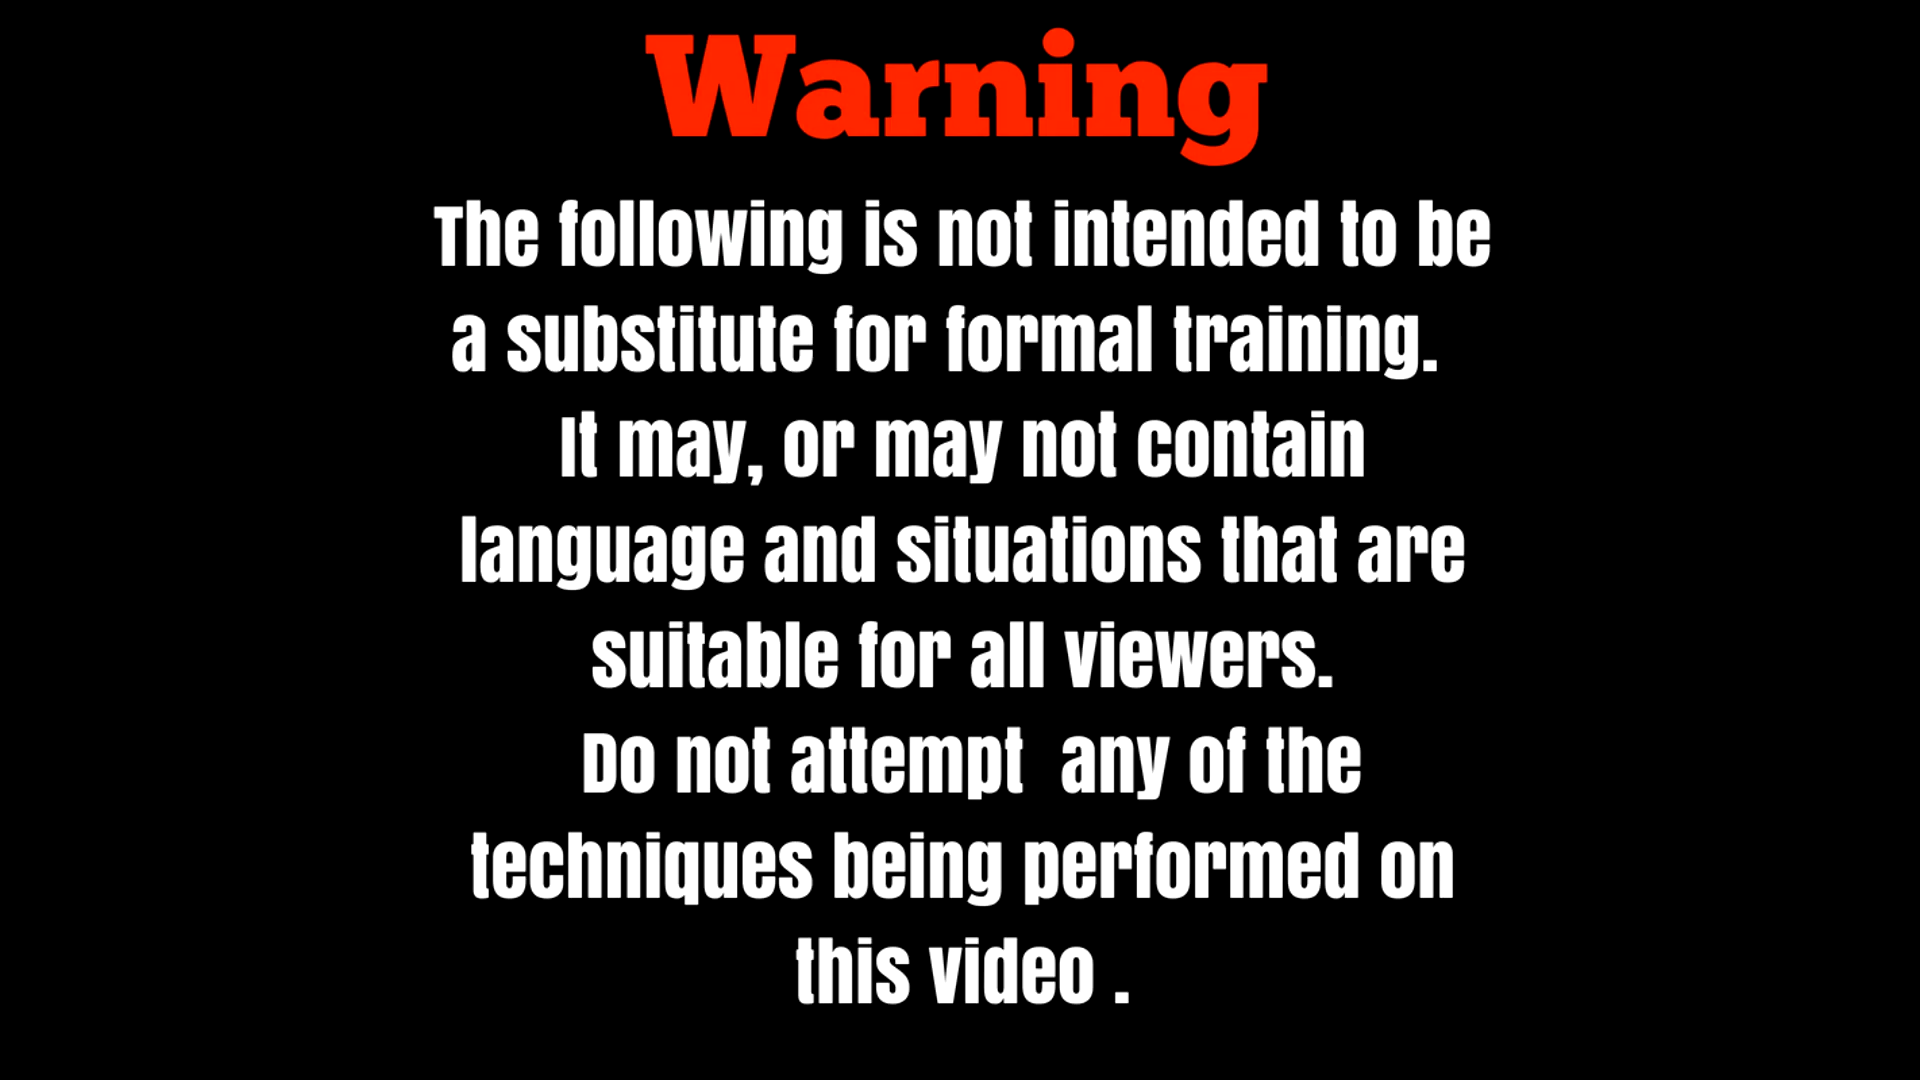 Warning
The following is not intended to be
a substitute for formal training.
It may, or may not contain
language and situations that are
suitable for all viewers.
Do not attempt  any of the
techniques being performed on
this video .